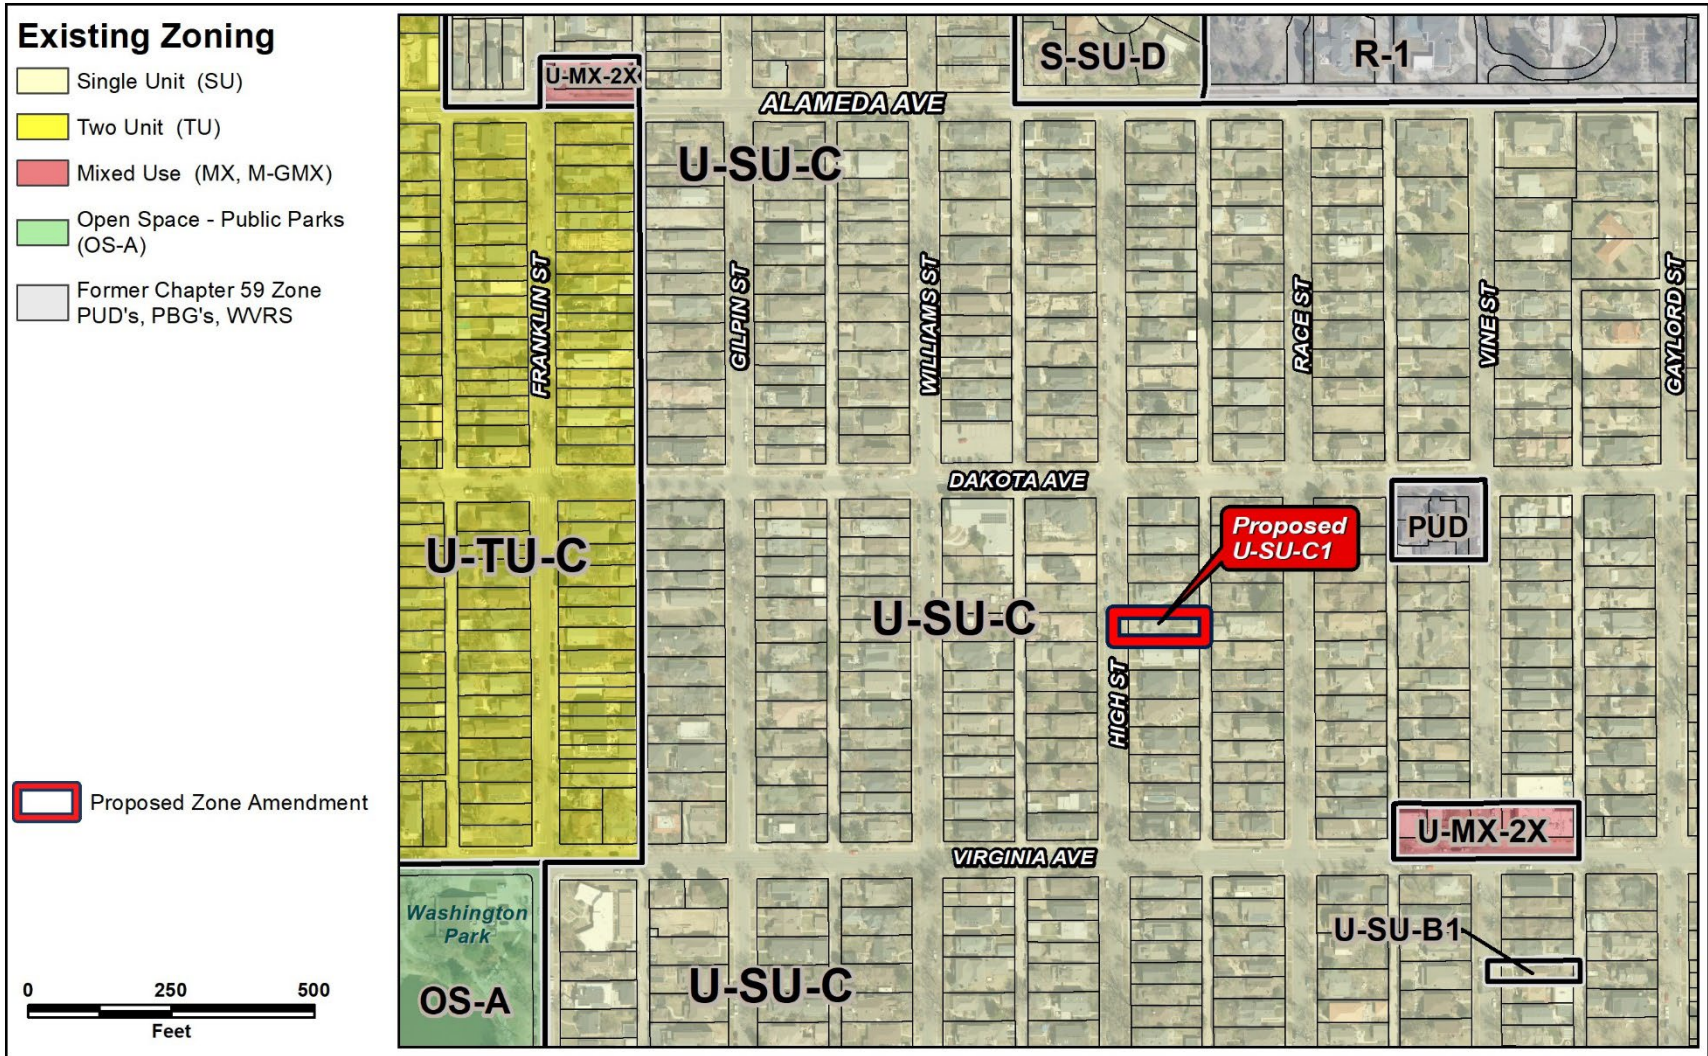 Existing Zoning
Single Unit (SU)
Two Unit (TU)
Mixed Use (MX, M-GMX)
Open Space - Public Parks
(OS-A)
Former Chapter 59 Zone
PUD's, PBG's, WVRS
Proposed Zone Amendment
0 250 500
Feet
U-MX-2X
S-SU-D
R-1
ALAMEDA AVE
U-SU-C
FRANKLIN ST
GILPIN ST
WILLIAMS ST
RACE ST
VINE ST
GAYLORD ST
DAKOTA AVE
Proposed
U-SU-C1
PUD
U-TU-C
U-SU-C
HIGH ST
U-MX-2X
VIRGINIA AVE
Washington
Park
OS-A
U-SU-C
U-SU-B1